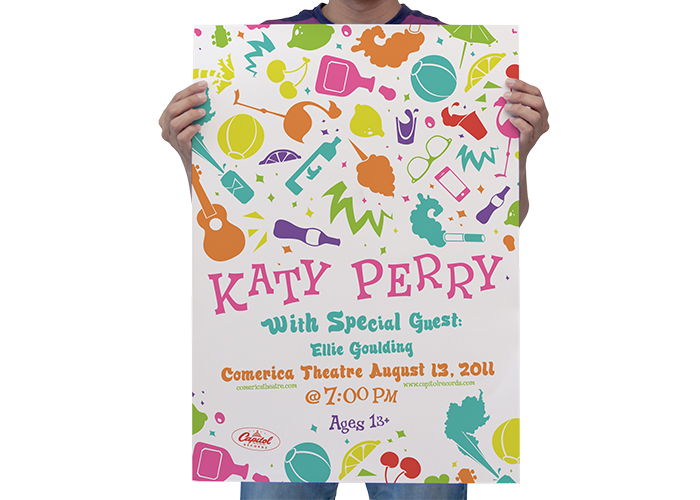 KATY PERRY
With Special Guest:
Ellie Goulding
Comerica Theatre August 13, 2011
comericatheatre.com www.capitolrecords.com
@ 7:00 PM
Ages 13+
Capitol
RECORDS